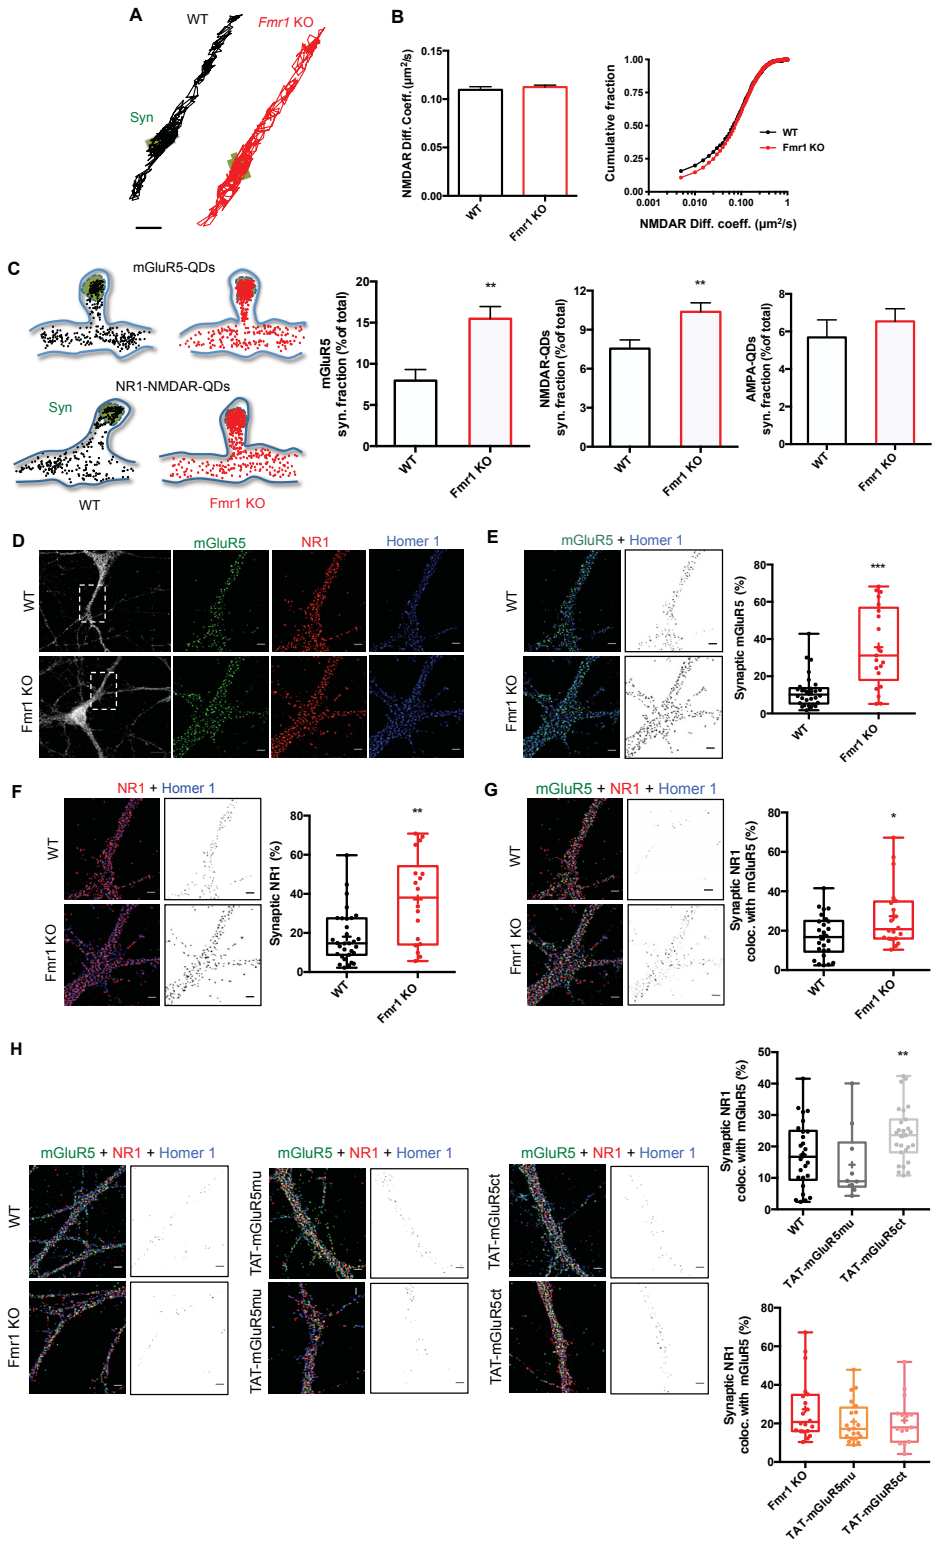 A
WT
Fmr1 KO
Syn
B
NMDAR Diff. Coeff. (µm²/s)
0.15
0.10
0.05
0.00
WT
Fmr1 KO
Cumulative fraction
1.00
0.75
0.50
0.25
0.00
WT
Fmr1 KO
0.001
0.010
0.100
1
NMDAR Diff. coeff. (µm²/s)
C
mGluR5-QDs
NR1-NMDAR-QDs
Syn
WT
Fmr1 KO
mGluR5
syn. fraction (% of total)
20
15
10
5
0
**
WT
Fmr1 KO
NMDAR-QDs
syn. fraction (% of total)
12
9
6
3
0
**
WT
Fmr1 KO
AMPA-QDs
syn. fraction (% of total)
8
6
4
2
0
WT
Fmr1 KO
D
mGluR5
NR1
Homer 1
WT
Fmr1 KO
E
mGluR5 + Homer 1
WT
Fmr1 KO
Synaptic mGluR5 (%)
80
60
40
20
0
***
WT
Fmr1 KO
F
NR1 + Homer 1
WT
Fmr1 KO
Synaptic NR1 (%)
80
60
40
20
0
**
WT
Fmr1 KO
G
mGluR5 + NR1 + Homer 1
WT
Fmr1 KO
Synaptic NR1
coloc. with mGluR5 (%)
80
60
40
20
0
*
WT
Fmr1 KO
H
mGluR5 + NR1 + Homer 1
WT
Fmr1 KO
mGluR5 + NR1 + Homer 1
TAT-mGluR5mu
TAT-mGluR5mu
mGluR5 + NR1 + Homer 1
TAT-mGluR5ct
TAT-mGluR5ct
Synaptic NR1
coloc. with mGluR5 (%)
50
40
30
20
10
0
**
WT
TAT-mGluR5mu
TAT-mGluR5ct
Synaptic NR1
coloc. with mGluR5 (%)
80
60
40
20
0
Fmr1 KO
TAT-mGluR5mu
TAT-mGluR5ct